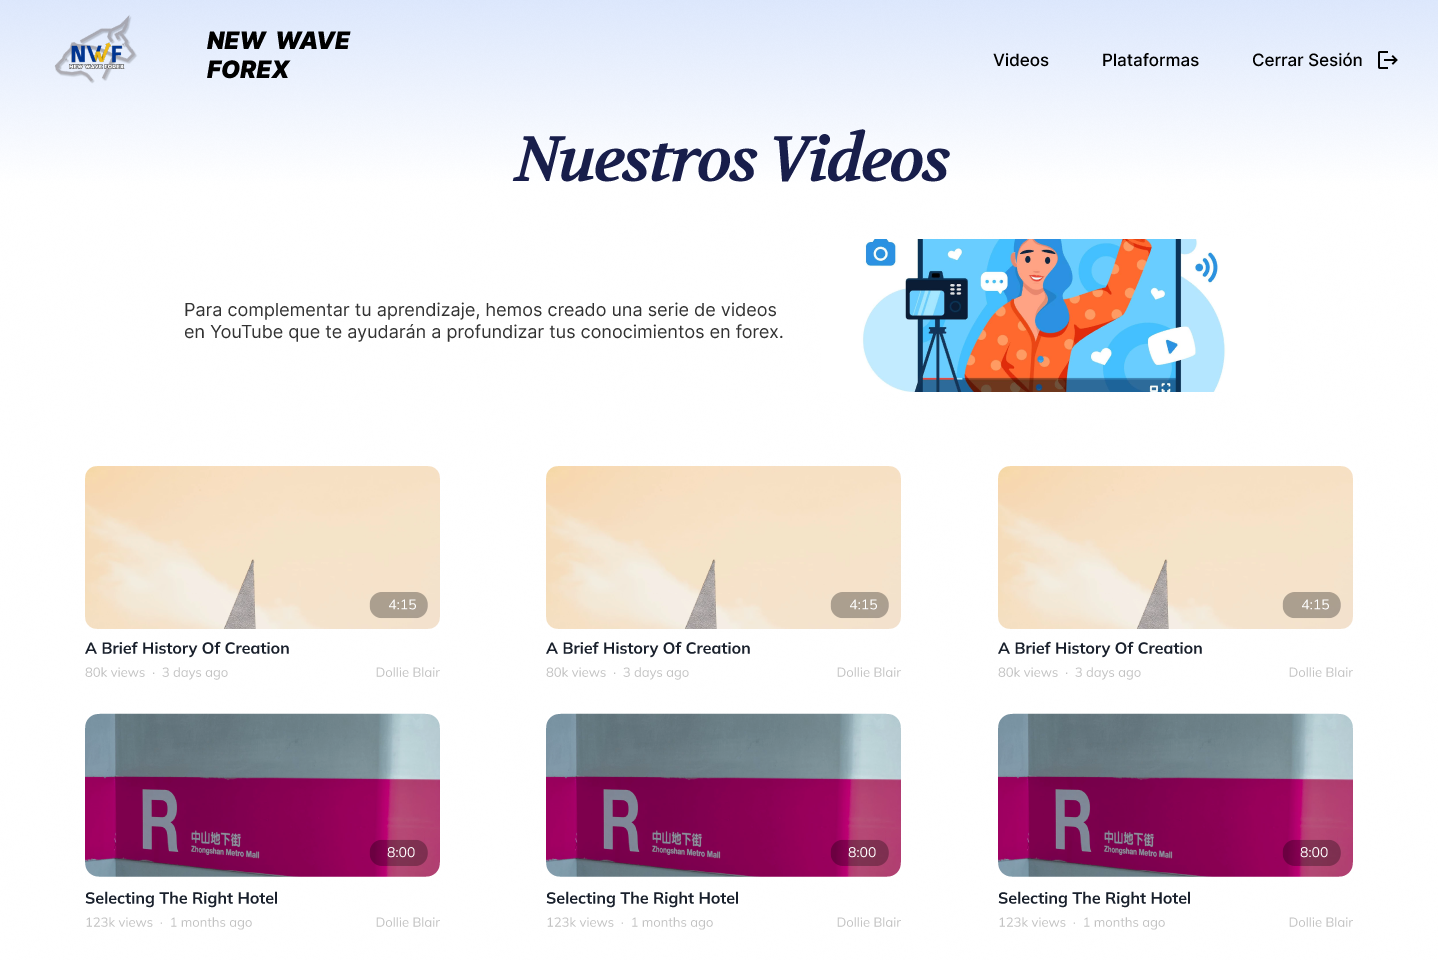 NWF
NEW WAVE FOREX
NEW WAVE
FOREX
Videos
Plataformas
Cerrar Sesión
Nuestros Videos
Para complementar tu aprendizaje, hemos creado una serie de videos
en YouTube que te ayudarán a profundizar tus conocimientos en forex.
4:15
4:15
4:15
A Brief History Of Creation
A Brief History Of Creation
A Brief History Of Creation
80k views · 3 days ago Dollie Blair
80k views · 3 days ago Dollie Blair
80k views · 3 days ago Dollie Blair
R
中山地下街
Zhongshan Metro Mall
8:00
R
中山地下街
Zhongshan Metro Mall
8:00
R
中山地下街
Zhongshan Metro Mall
8:00
Selecting The Right Hotel
Selecting The Right Hotel
Selecting The Right Hotel
123k views · 1 months ago Dollie Blair
123k views · 1 months ago Dollie Blair
123k views · 1 months ago Dollie Blair